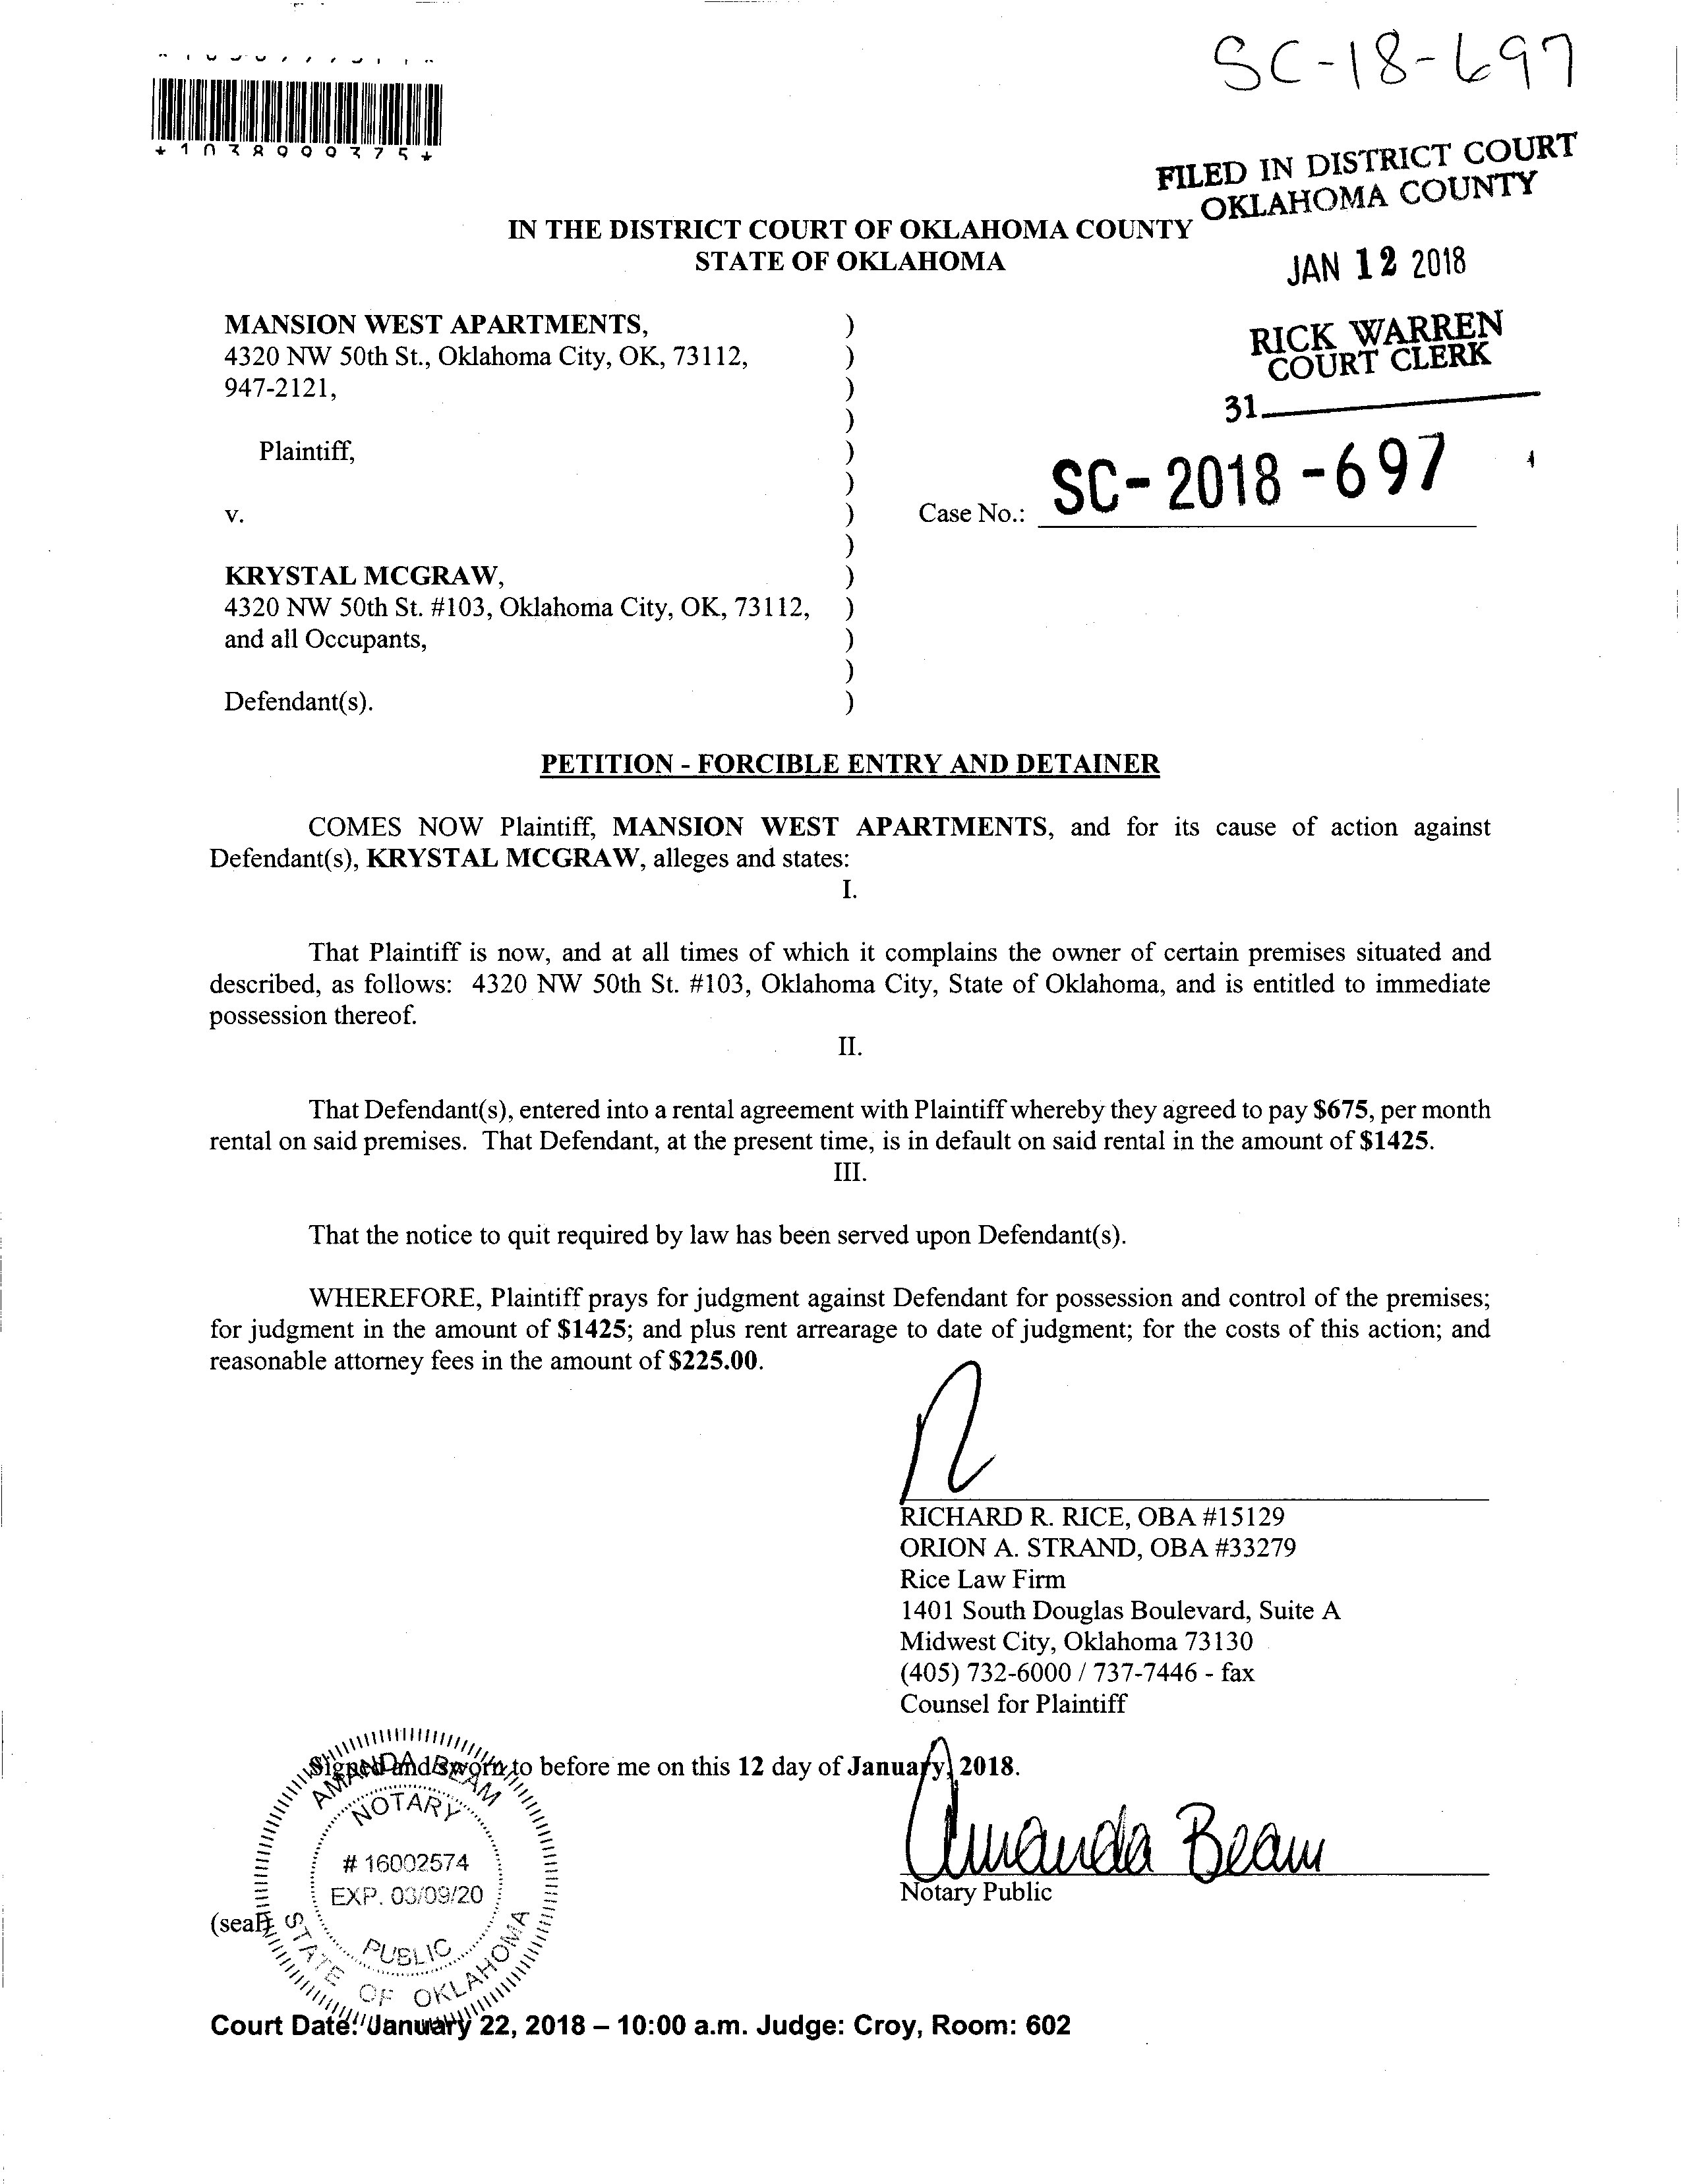 SC-18-697
*1038999375*
FILED IN DISTRICT COURT
OKLAHOMA COUNTY
IN THE DISTRICT COURT OF OKLAHOMA COUNTY
STATE OF OKLAHOMA
JAN 12 2018
RICK WARREN
COURT CLERK
31
MANSION WEST APARTMENTS, )
4320 NW 50th St., Oklahoma City, OK, 73112, )
947-2121, )
)
Plaintiff, )
)
v. ) Case No.: SC-2018-697
)
KRYSTAL MCGRAW, )
4320 NW 50th St. #103, Oklahoma City, OK, 73112, )
and all Occupants, )
)
Defendant(s). )
PETITION - FORCIBLE ENTRY AND DETAINER
COMES NOW Plaintiff, MANSION WEST APARTMENTS, and for its cause of action against
Defendant(s), KRYSTAL MCGRAW, alleges and states:
I.
That Plaintiff is now, and at all times of which it complains the owner of certain premises situated and
described, as follows: 4320 NW 50th St. #103, Oklahoma City, State of Oklahoma, and is entitled to immediate
possession thereof.
II.
That Defendant(s), entered into a rental agreement with Plaintiff whereby they agreed to pay $675, per month
rental on said premises. That Defendant, at the present time, is in default on said rental in the amount of $1425.
III.
That the notice to quit required by law has been served upon Defendant(s).
WHEREFORE, Plaintiff prays for judgment against Defendant for possession and control of the premises;
for judgment in the amount of $1425; and plus rent arrearage to date of judgment; for the costs of this action; and
reasonable attorney fees in the amount of $225.00.
RICHARD R. RICE, OBA #15129
ORION A. STRAND, OBA #33279
Rice Law Firm
1401 South Douglas Boulevard, Suite A
Midwest City, Oklahoma 73130
(405) 732-6000 / 737-7446 - fax
Counsel for Plaintiff
Signed and sworn to before me on this 12 day of January, 2018.
AMANDA BEAM
NOTARY
# 16002574
EXP. 03/09/20
PUBLIC
STATE OF OKLAHOMA
Amanda Beam
Notary Public
(seal)
Court Date: January 22, 2018 – 10:00 a.m. Judge: Croy, Room: 602